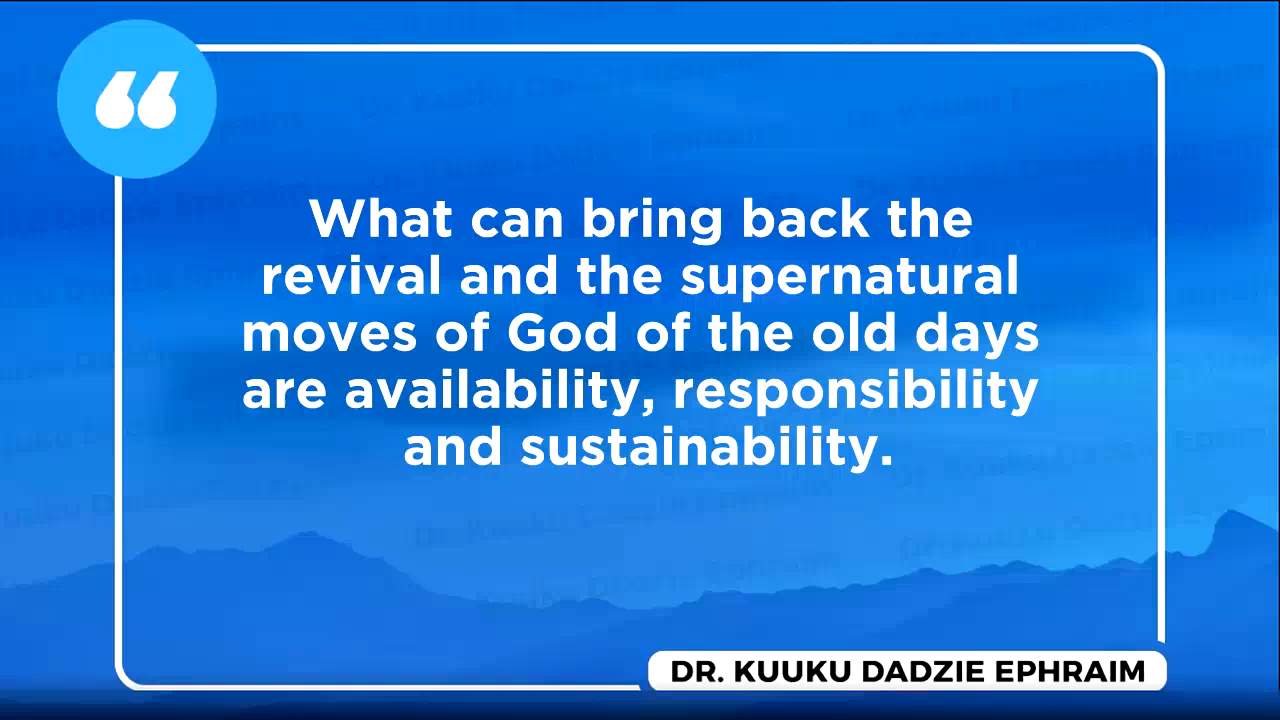 What can bring back the
revival and the supernatural
moves of God of the old days
are availability, responsibility
and sustainability.
DR. KUUKU DADZIE EPHRAIM